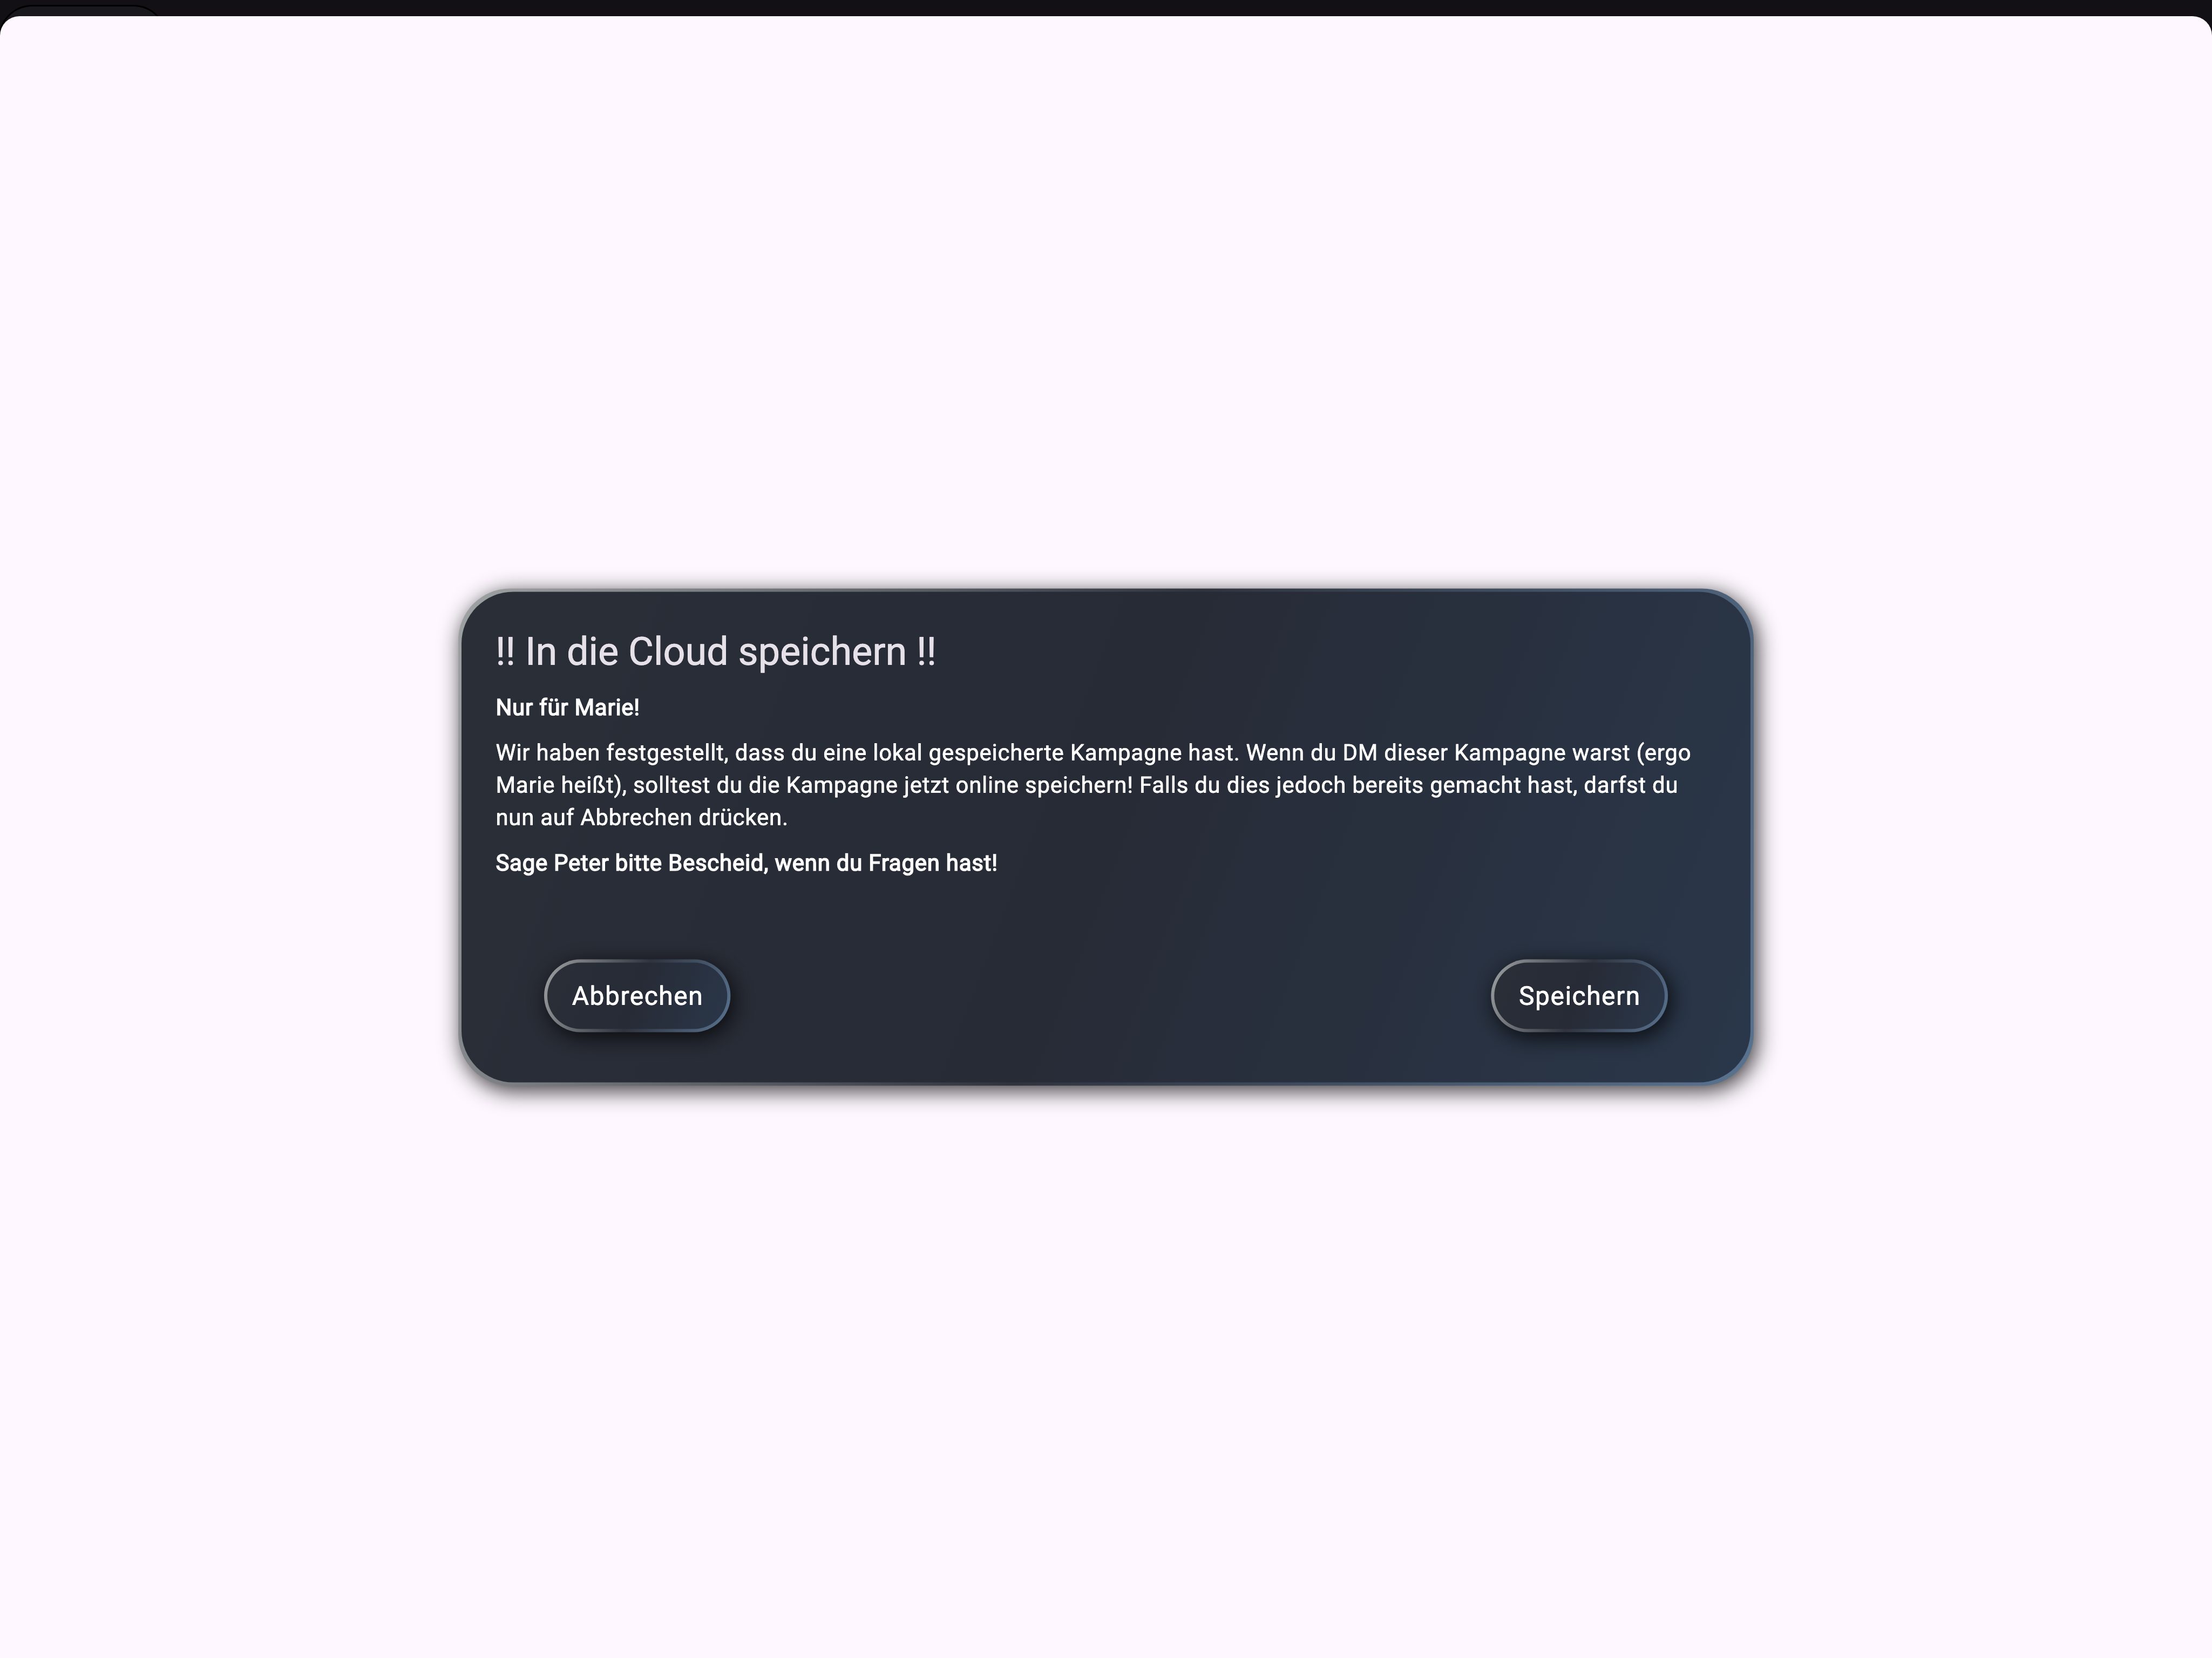 !! In die Cloud speichern !!
Nur für Marie!
Wir haben festgestellt, dass du eine lokal gespeicherte Kampagne hast. Wenn du DM dieser Kampagne warst (ergo
Marie heißt), solltest du die Kampagne jetzt online speichern! Falls du dies jedoch bereits gemacht hast, darfst du
nun auf Abbrechen drücken.
Sage Peter bitte Bescheid, wenn du Fragen hast!
Abbrechen
Speichern